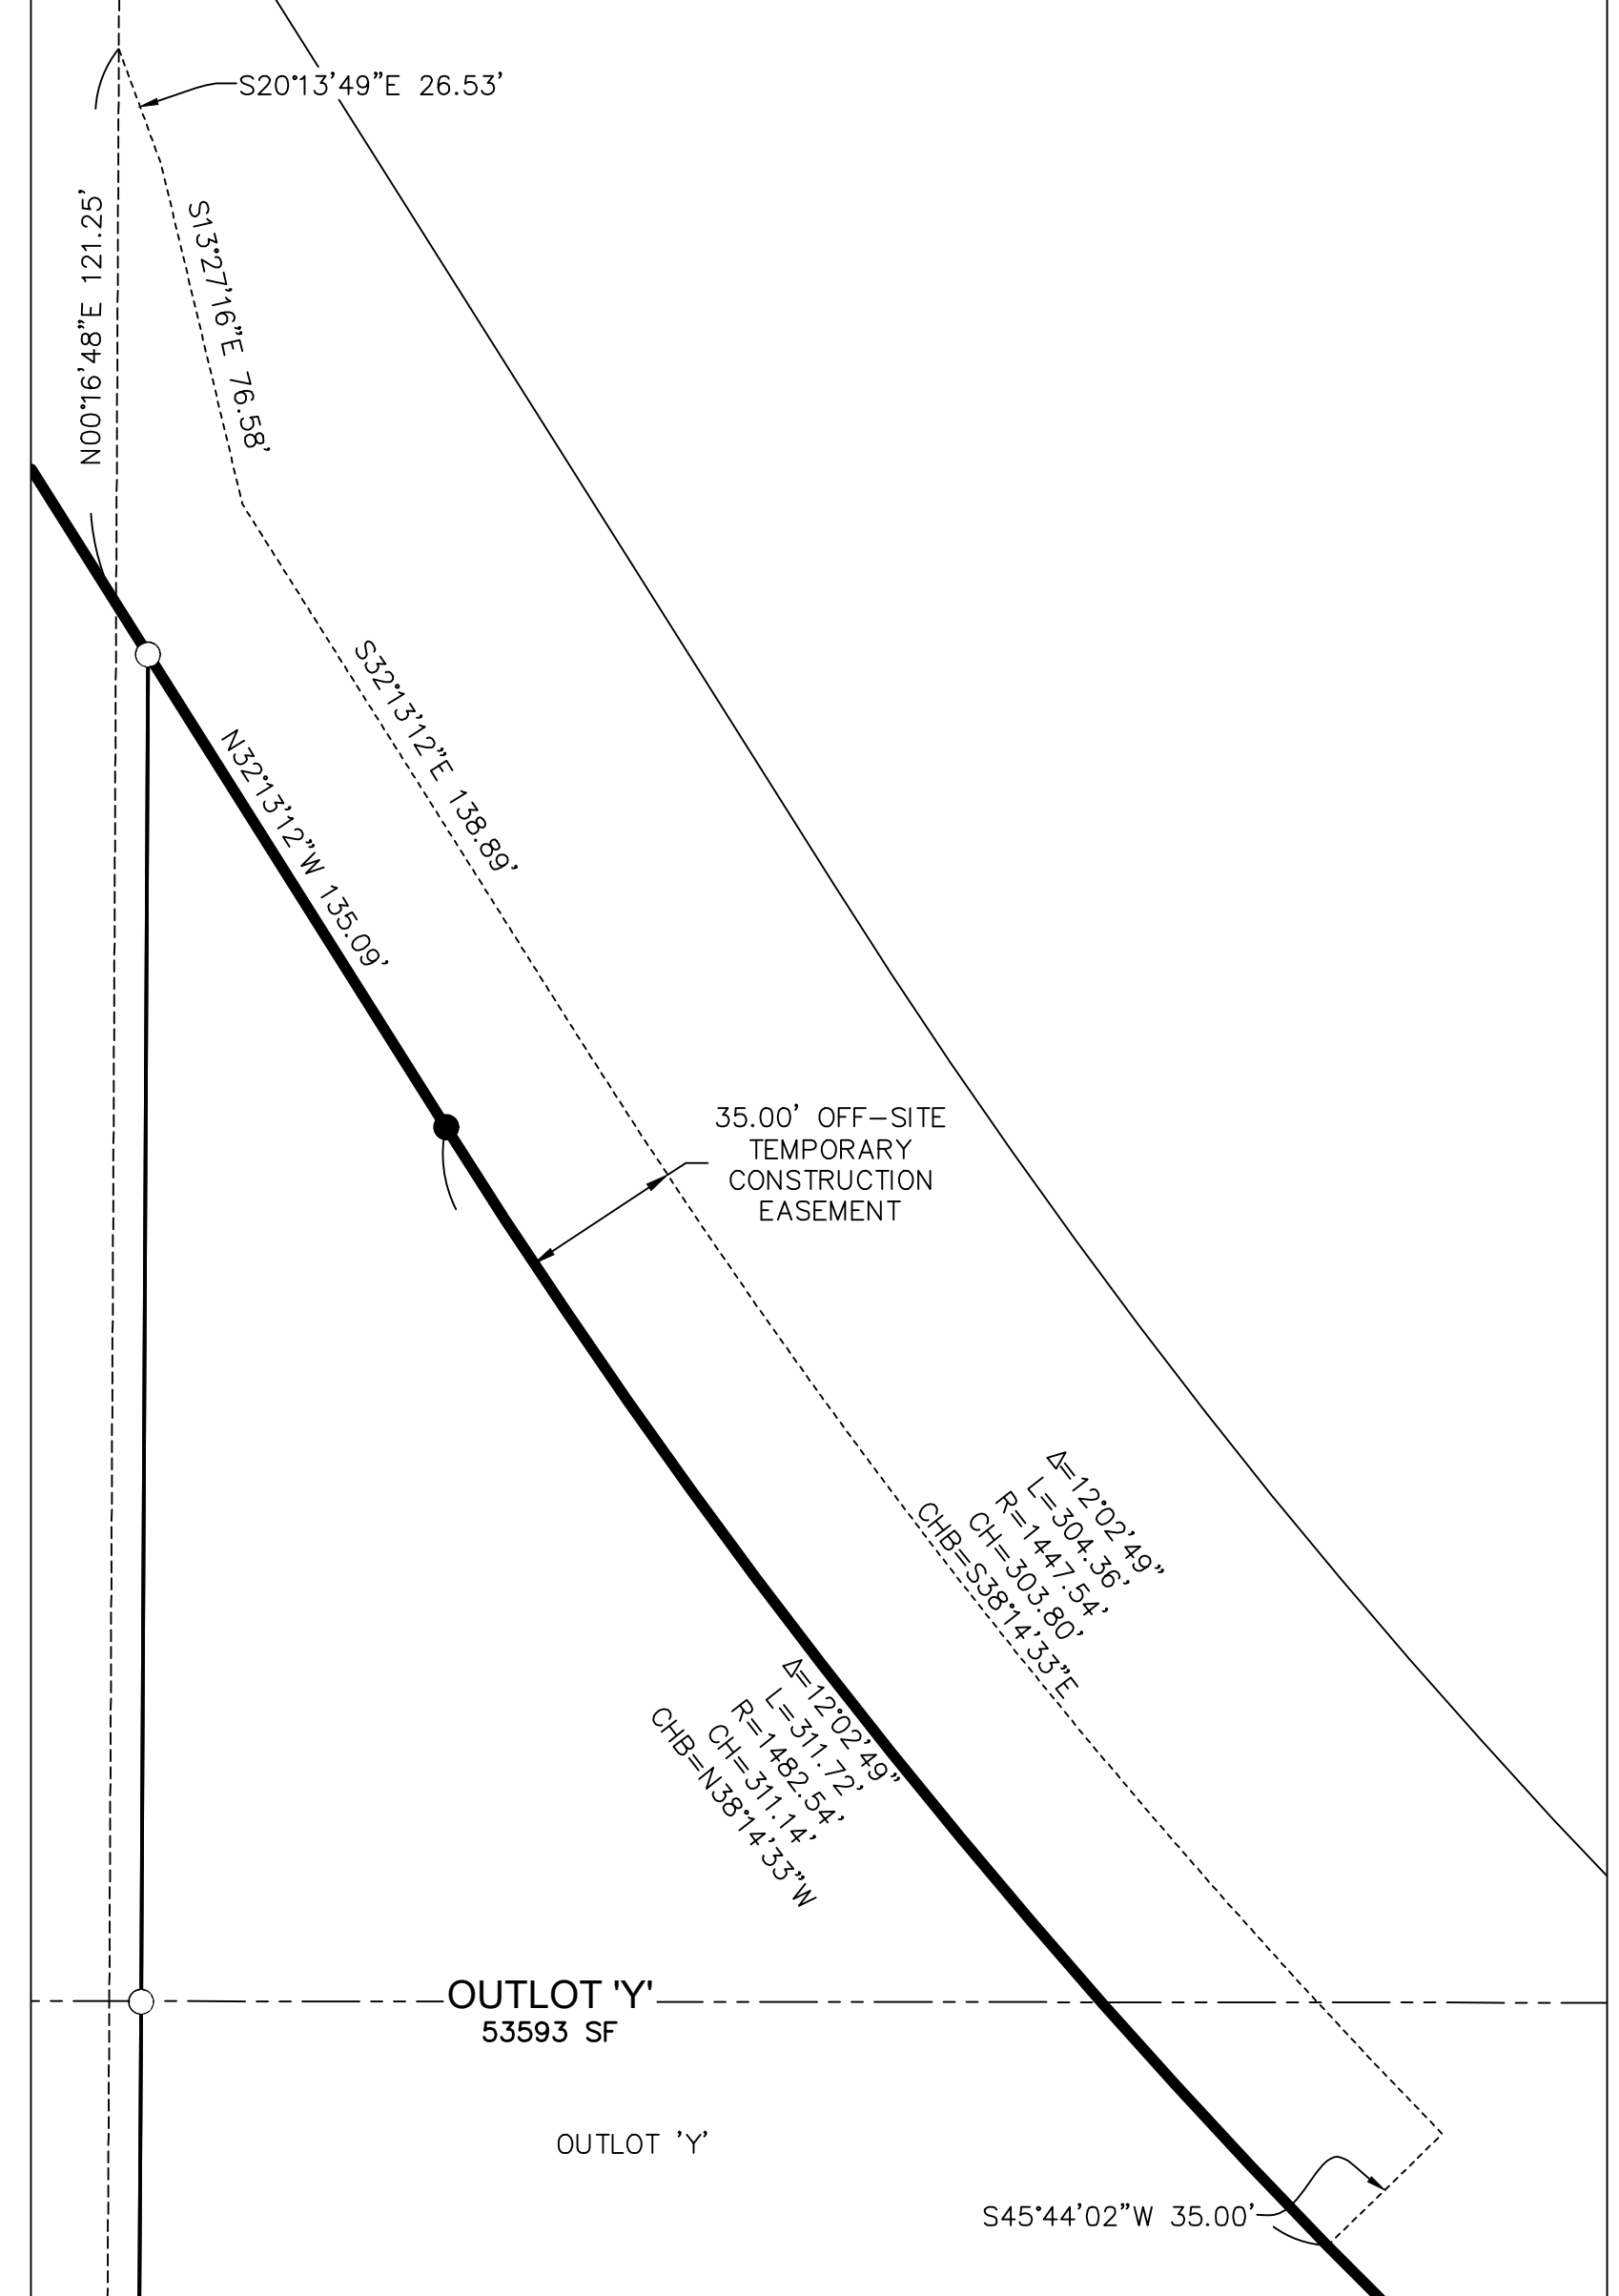 S20°13'49"E 26.53'
N00°16'48"E 121.25'
S13°27'16"E 76.58'
S32°13'12"E 138.89'
N32°13'12"W 135.09'
35.00' OFF-SITE
TEMPORARY
CONSTRUCTION
EASEMENT
Δ=12°02'49"
L=304.36'
R=1447.54'
CH=303.80'
CHB=S38°14'33"E
Δ=12°02'49"
L=311.72'
R=1482.54'
CH=311.14'
CHB=N38°14'33"W
OUTLOT 'Y'
53593 SF
OUTLOT 'Y'
S45°44'02"W 35.00'